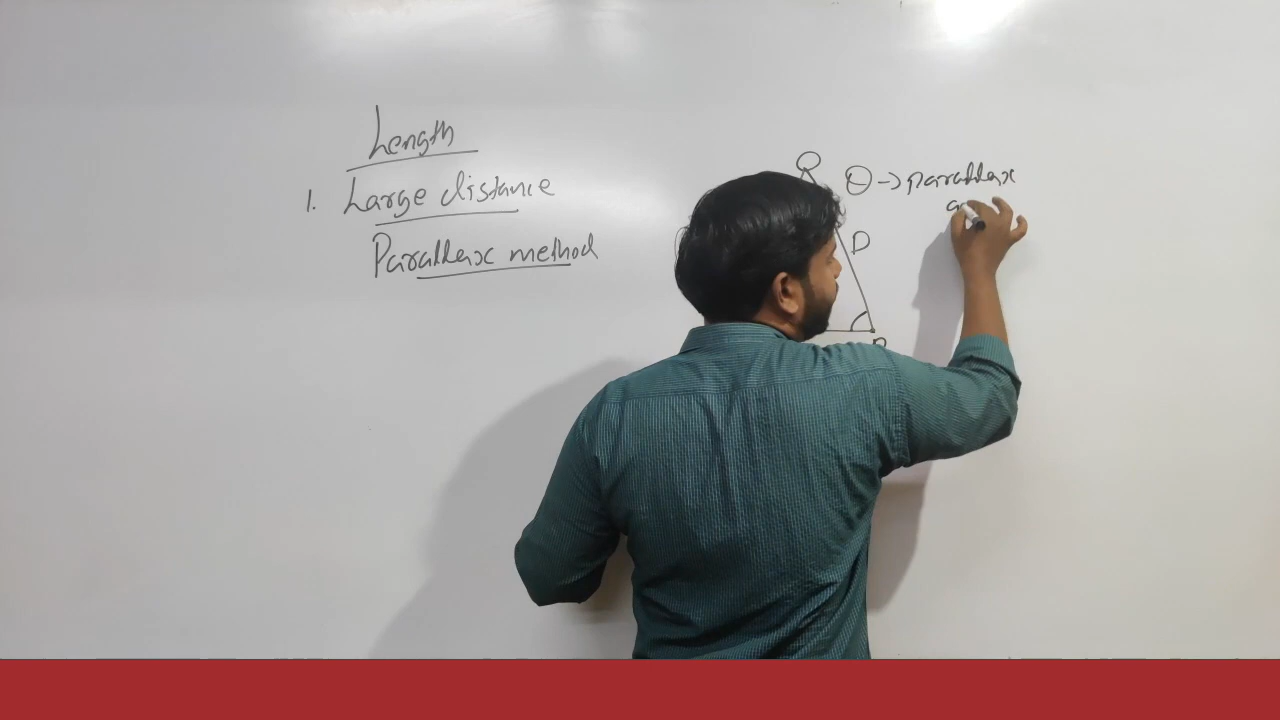 Length
1. Large distance
Parallax method
θ → parallax
D